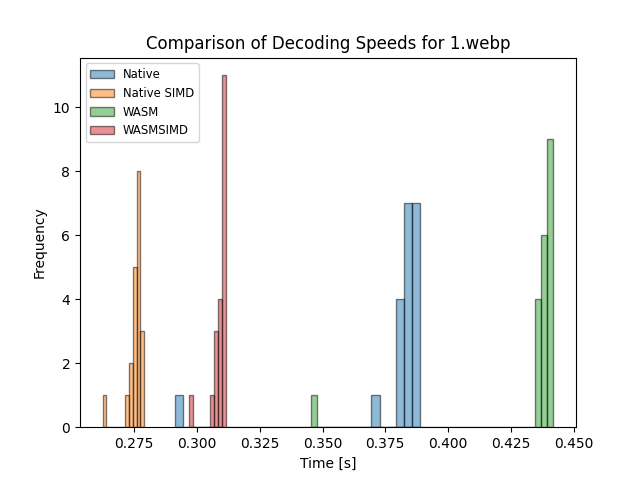 Comparison of Decoding Speeds for 1.webp
Native
Native SIMD
WASM
WASMSIMD
Frequency
10
8
6
4
2
0
0.275 0.300 0.325 0.350 0.375 0.400 0.425 0.450
Time [s]